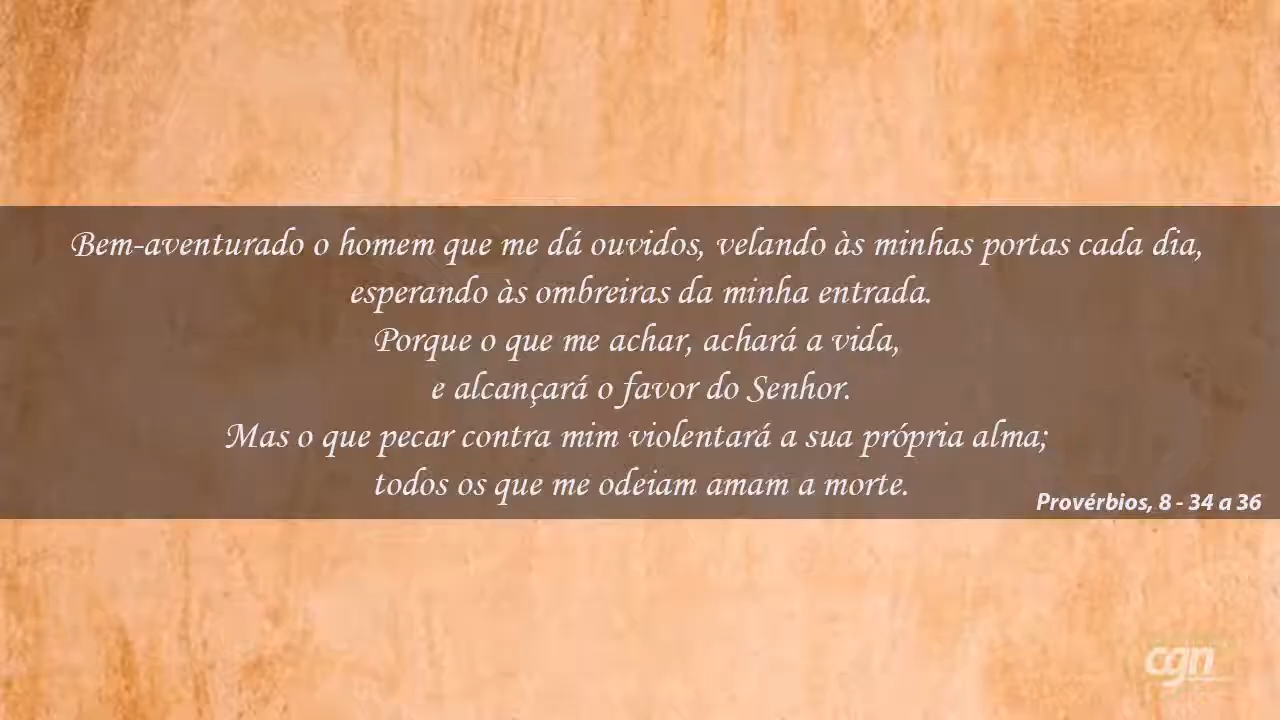 Bem-aventurado o homem que me dá ouvidos, velando às minhas portas cada dia,
esperando às ombreiras da minha entrada.
Porque o que me achar, achará a vida,
e alcançará o favor do Senhor.
Mas o que pecar contra mim violentará a sua própria alma;
todos os que me odeiam amam a morte.
Provérbios, 8 - 34 a 36
cgn